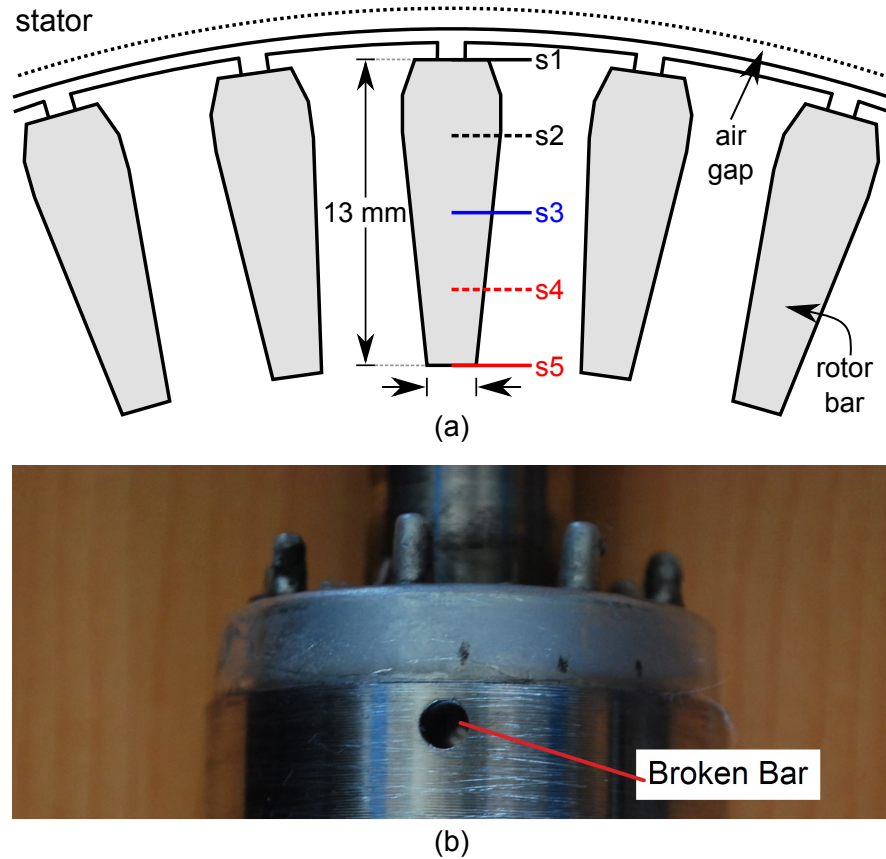 stator
s1
s2
air
gap
13 mm
s3
s4
s5
rotor
bar
(a)
Broken Bar
(b)